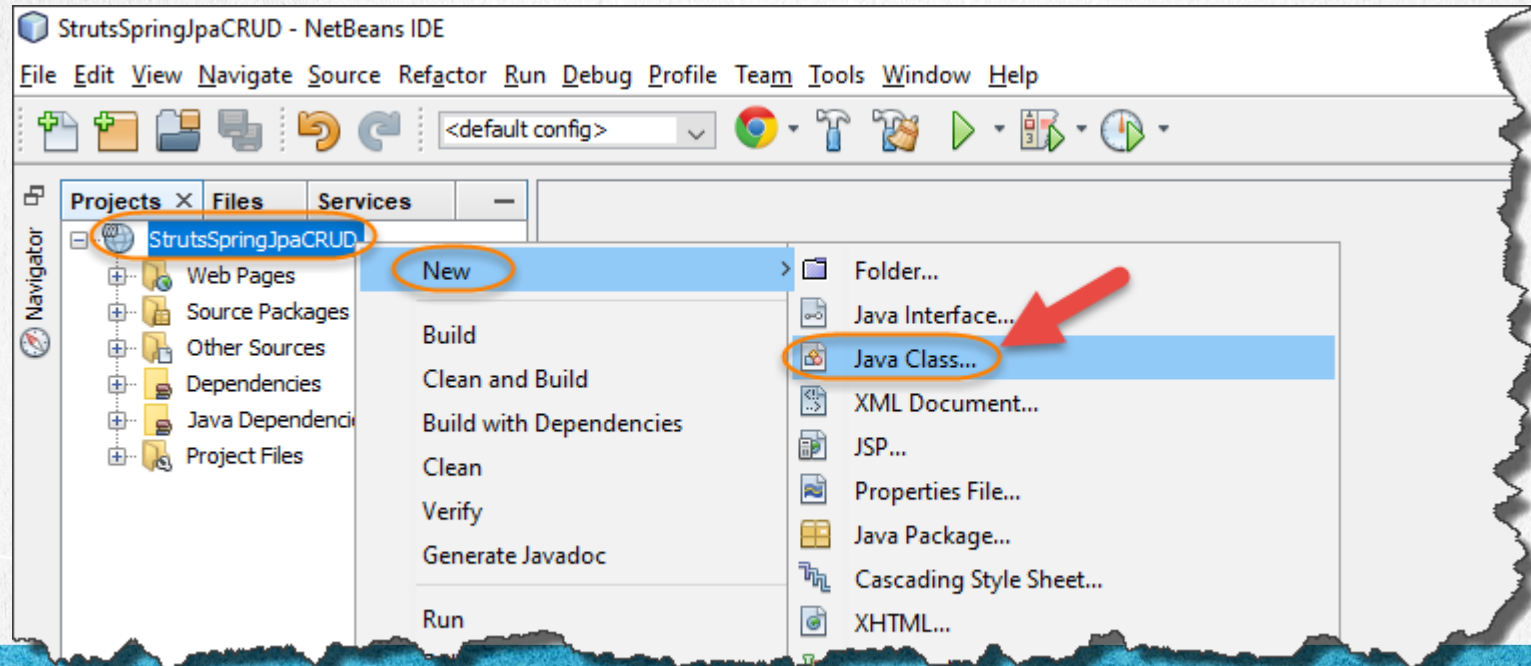 StrutsSpringJpaCRUD - NetBeans IDE
File Edit View Navigate Source Refactor Run Debug Profile Team Tools Window Help
<default config>
Projects Files Services
Navigator
StrutsSpringJpaCRUD
Web Pages
Source Packages
Other Sources
Dependencies
Java Dependenci
Project Files
New
Build
Clean and Build
Build with Dependencies
Clean
Verify
Generate Javadoc
Run
Folder...
Java Interface...
Java Class...
XML Document...
JSP...
Properties File...
Java Package...
Cascading Style Sheet...
XHTML...